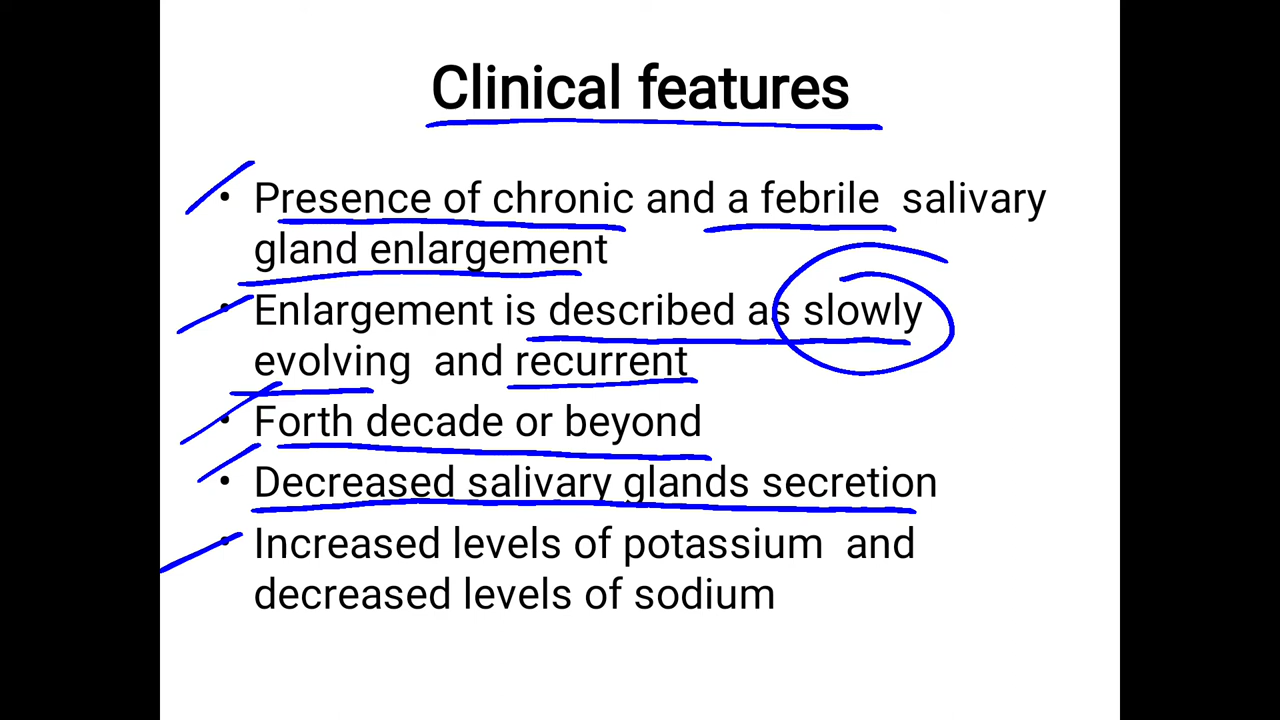 Clinical features
• Presence of chronic and a febrile salivary
gland enlargement
• Enlargement is described as slowly
evolving and recurrent
• Forth decade or beyond
• Decreased salivary glands secretion
• Increased levels of potassium and
decreased levels of sodium